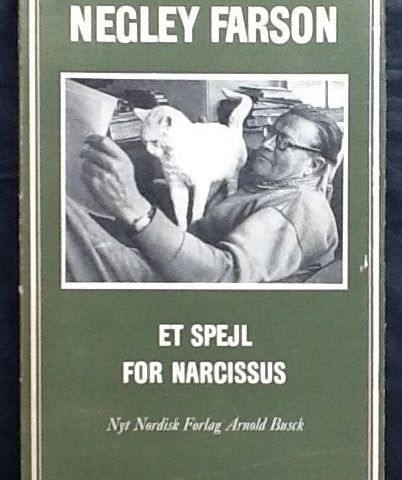 NEGLEY FARSON
ET SPEJL
FOR NARCISSUS
Nyt Nordisk Forlag Arnold Busck